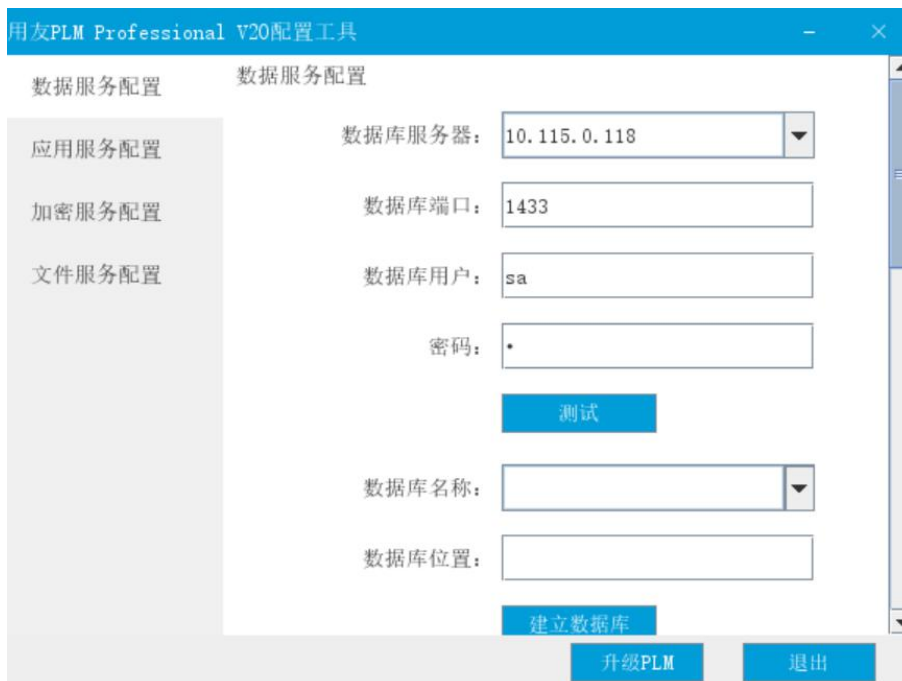 用友PLM Professional V20配置工具
数据服务配置
应用服务配置
加密服务配置
文件服务配置
数据服务配置
数据库服务器: 10.115.0.118
数据库端口: 1433
数据库用户: sa
密码: •
测试
数据库名称:
数据库位置:
建立数据库
升级PLM 退出